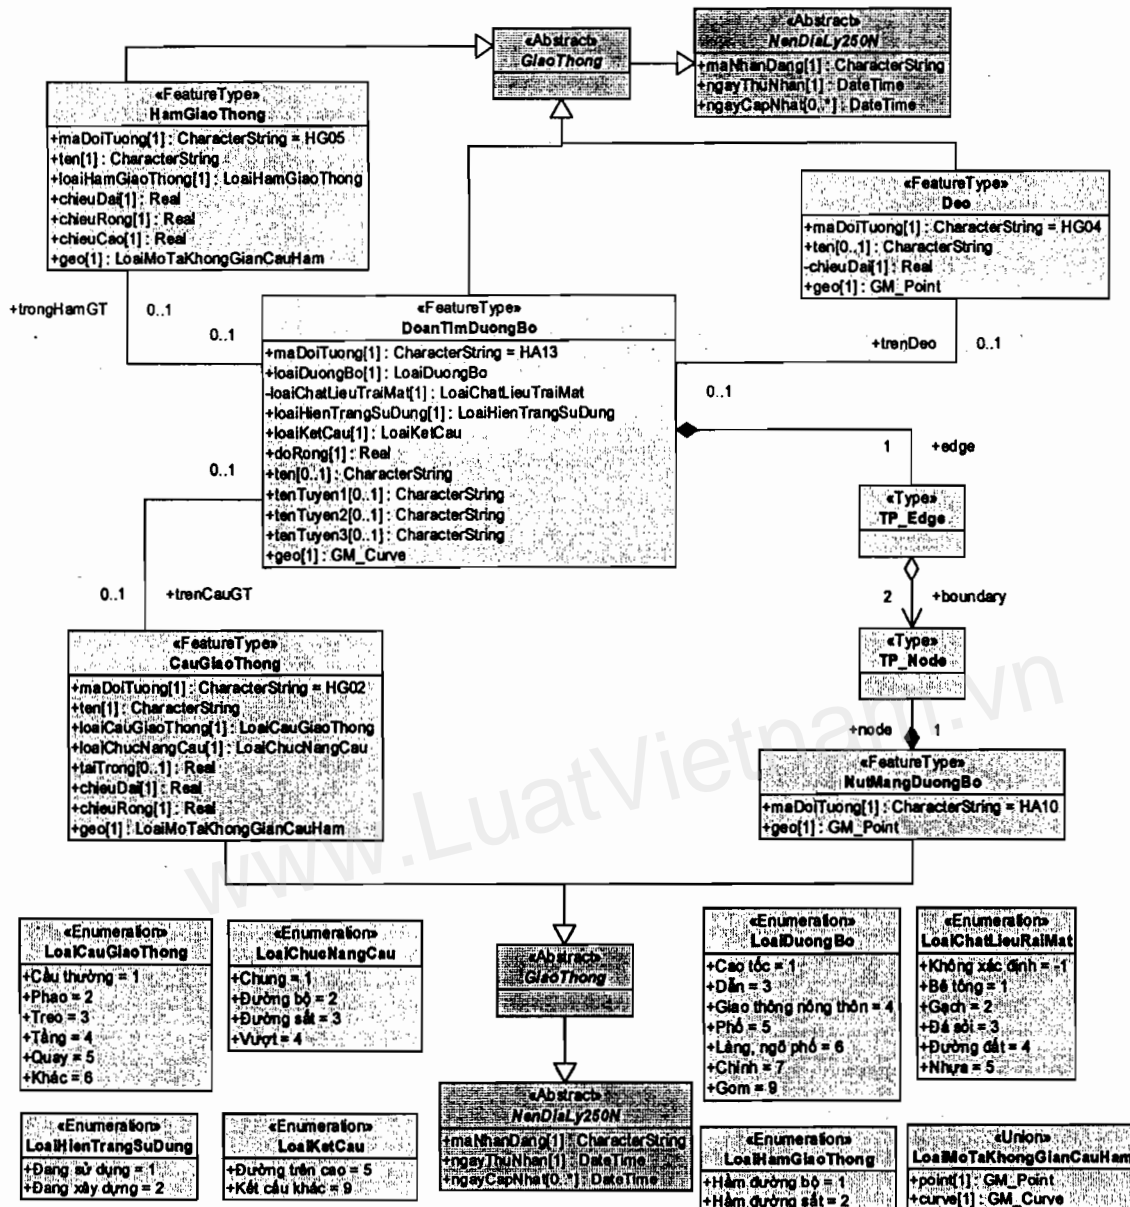 «Abstract»
GiaoThong
«Abstract»
NenDiaLy250N
+maNhanDang[1] : CharacterString
+ngayThuNhan[1] : DateTime
+ngayCapNhat[0..*] : DateTime
«FeatureType»
HamGiaoThong
+maDoiTuong[1] : CharacterString = HG05
+ten[1] : CharacterString
+loaiHamGiaoThong[1] : LoaiHamGiaoThong
+chieuDai[1] : Real
+chieuRong[1] : Real
+chieuCao[1] : Real
+geo[1] : LoaiMoTaKhongGianCauHam
«FeatureType»
Deo
+maDoiTuong[1] : CharacterString = HG04
+ten[0..1] : CharacterString
-chieuDai[1] : Real
+geo[1] : GM_Point
+trongHamGT
0..1
0..1
+trenDeo
0..1
0..1
«FeatureType»
DoanTimDuongBo
+maDoiTuong[1] : CharacterString = HA13
+loaiDuongBo[1] : LoaiDuongBo
-loaiChatLieuTraiMat[1] : LoaiChatLieuTraiMat
+loaiHienTrangSuDung[1] : LoaiHienTrangSuDung
+loaiKetCau[1] : LoaiKetCau
+doRong[1] : Real
+ten[0..1] : CharacterString
+tenTuyen1[0..1] : CharacterString
+tenTuyen2[0..1] : CharacterString
+tenTuyen3[0..1] : CharacterString
+geo[1] : GM_Curve
1
+edge
0..1
«Type»
TP_Edge
0..1
+trenCauGT
2
+boundary
«Type»
TP_Node
+node
1
«FeatureType»
CauGiaoThong
+maDoiTuong[1] : CharacterString = HG02
+ten[1] : CharacterString
+loaiCauGiaoThong[1] : LoaiCauGiaoThong
+loaiChucNangCau[1] : LoaiChucNangCau
+taiTrong[0..1] : Real
+chieuDai[1] : Real
+chieuRong[1] : Real
+geo[1] : LoaiMoTaKhongGianCauHam
«FeatureType»
NutMangDuongBo
+maDoiTuong[1] : CharacterString = HA10
+geo[1] : GM_Point
www.LuatVietnam.vn
«Enumeration»
LoaiCauGiaoThong
+Cầu thường = 1
+Phao = 2
+Treo = 3
+Tầng = 4
+Quay = 5
+Khác = 6
«Enumeration»
LoaiChucNangCau
+Chung = 1
+Đường bộ = 2
+Đường sắt = 3
+Vượt = 4
«Abstract»
GiaoThong
«Enumeration»
LoaiDuongBo
+Cao tốc = 1
+Dẫn = 3
+Giao thông nông thôn = 4
+Phố = 5
+Làng, ngõ phố = 6
+Chính = 7
+Gom = 9
«Enumeration»
LoaiChatLieuRaiMat
+Không xác định = -1
+Bê tông = 1
+Gạch = 2
+Đá sỏi = 3
+Đường đất = 4
+Nhựa = 5
«Enumeration»
LoaiHienTrangSuDung
+Đang sử dụng = 1
+Đang xây dựng = 2
«Enumeration»
LoaiKetCau
+Đường trên cao = 5
+Kết cấu khác = 9
«Abstract»
NenDiaLy250N
+maNhanDang[1] : CharacterString
+ngayThuNhan[1] : DateTime
+ngayCapNhat[0..*] : DateTime
«Enumeration»
LoaiHamGiaoThong
+Hầm đường bộ = 1
+Hầm đường sắt = 2
«Union»
LoaiMoTaKhongGianCauHam
+point[1] : GM_Point
+curve[1] : GM_Curve